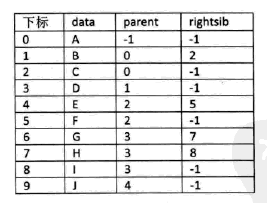 下标 data parent rightsib
0 A -1 -1
1 B 0 2
2 C 0 -1
3 D 1 -1
4 E 2 5
5 F 2 -1
6 G 3 7
7 H 3 8
8 I 3 -1
9 J 4 -1